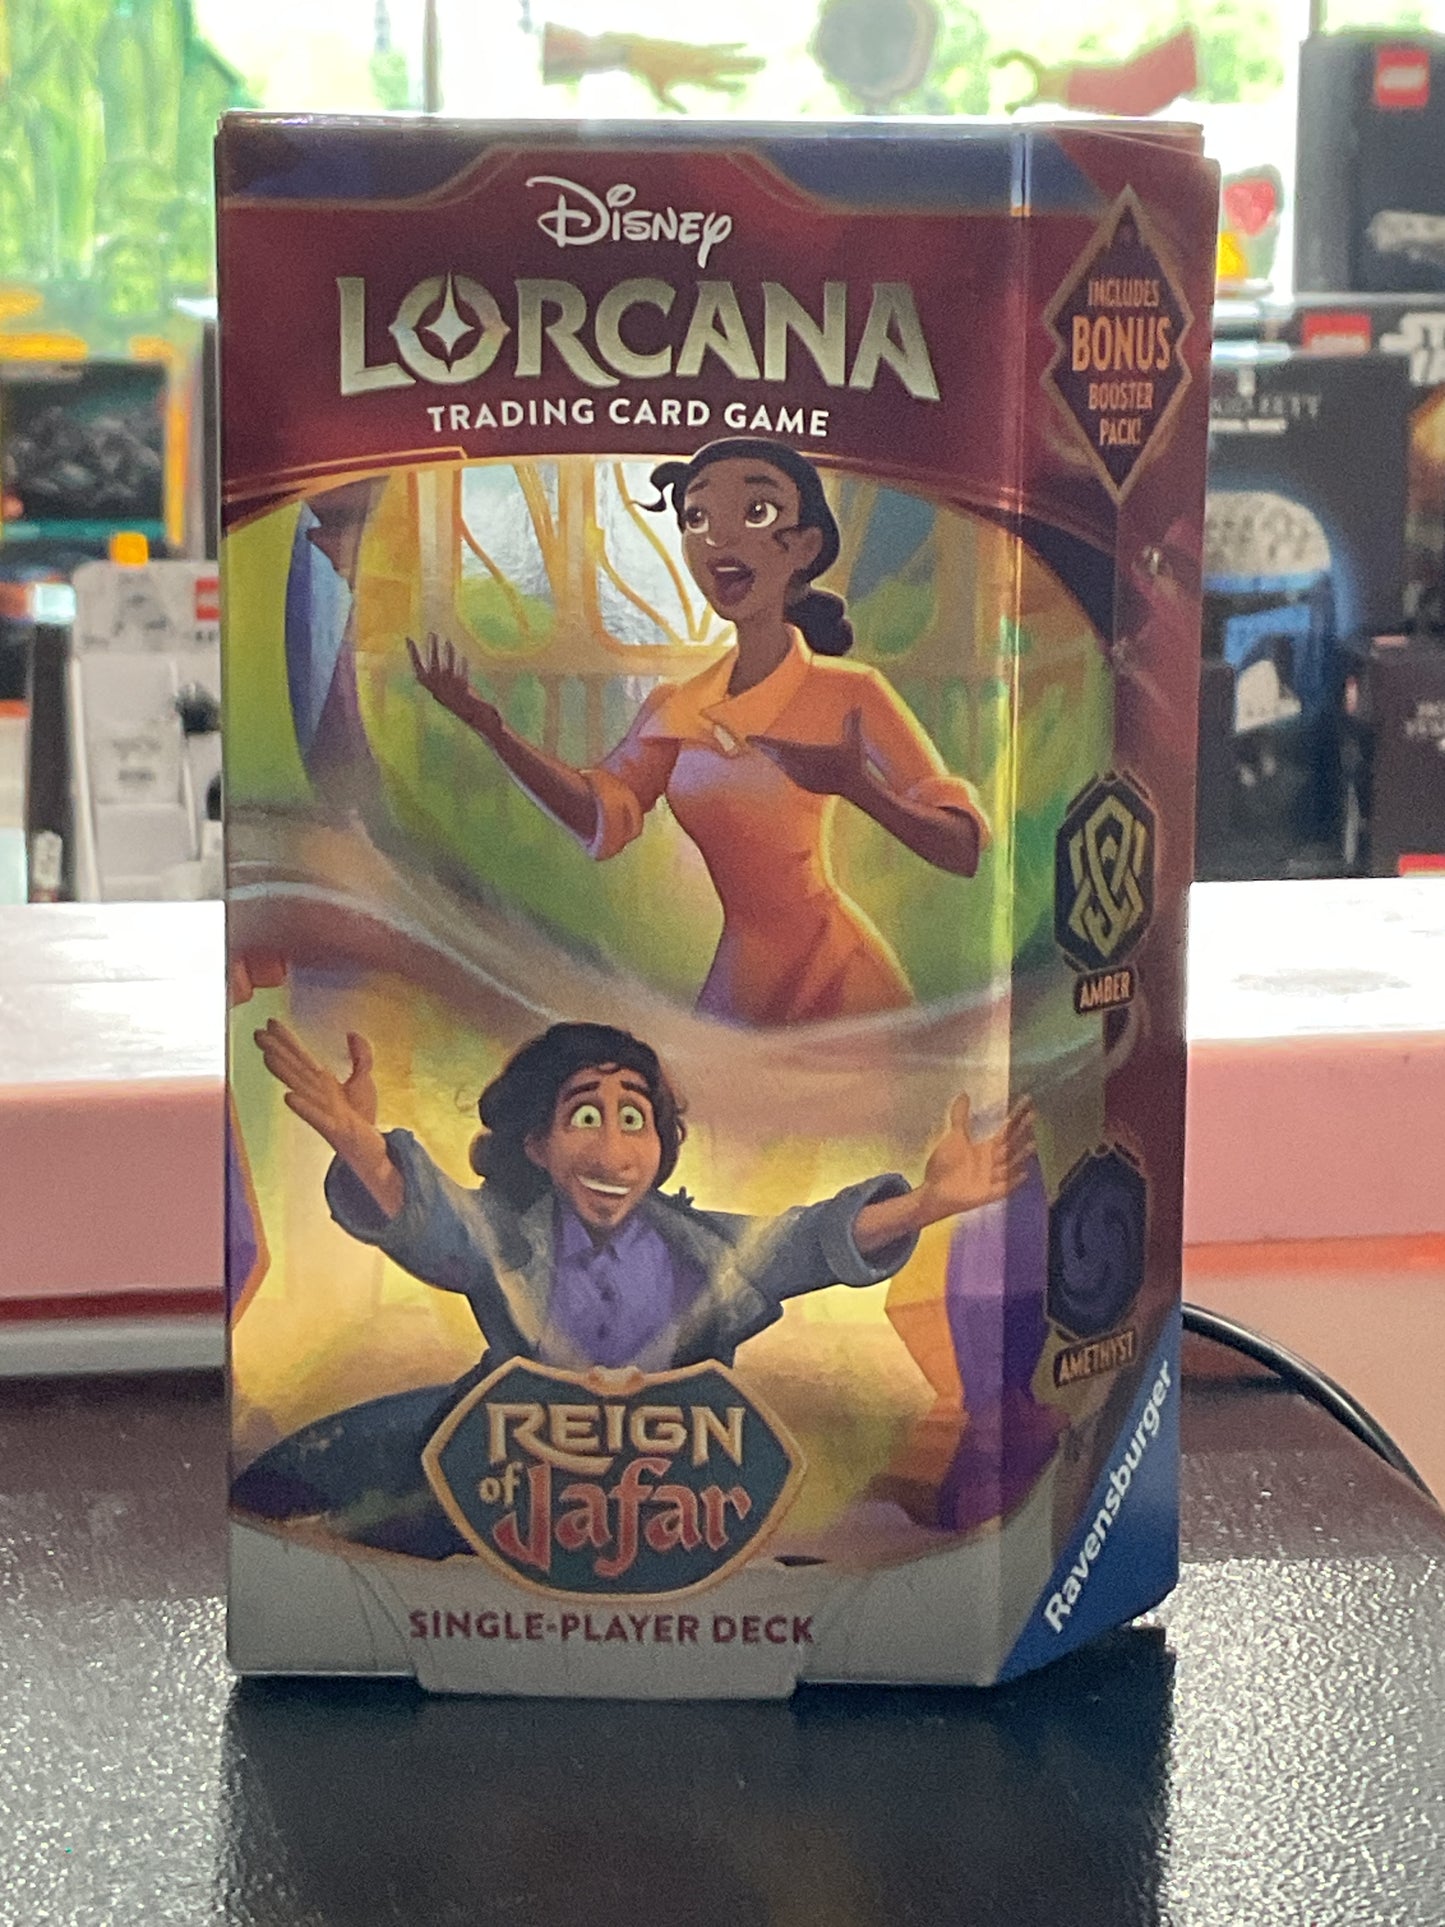 Disney
LORCANA
TRADING CARD GAME
INCLUDES
BONUS
BOOSTER
PACK!
AMBER
AMETHYST
REIGN
of Jafar
SINGLE-PLAYER DECK
Ravensburger